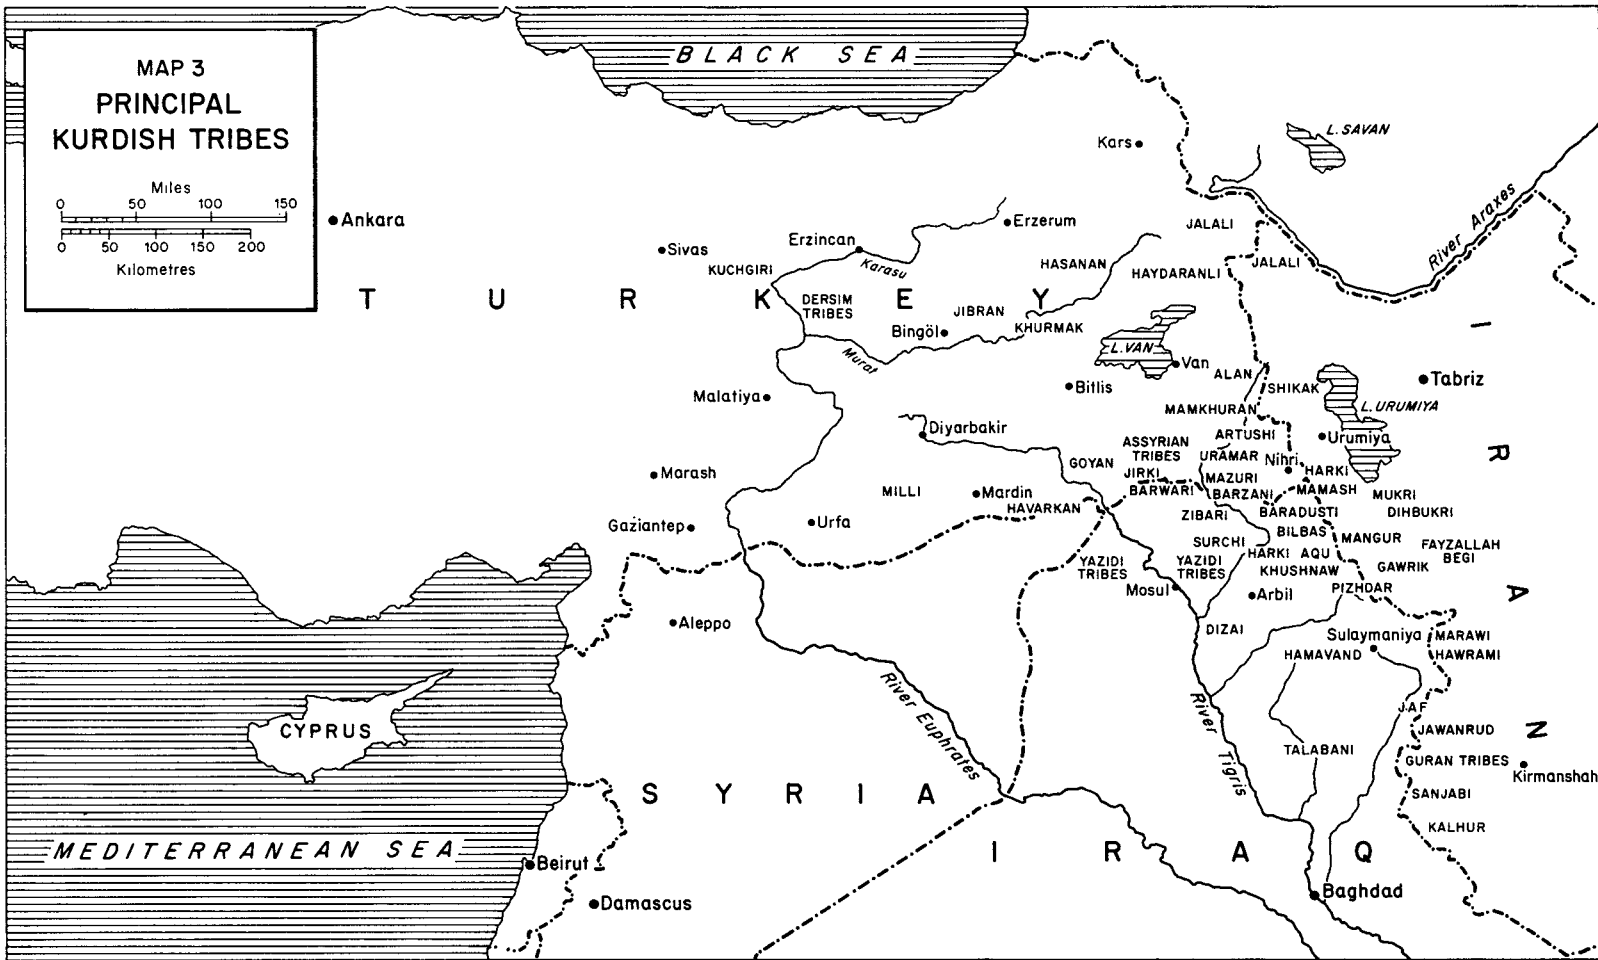 MAP 3
PRINCIPAL
KURDISH TRIBES
Miles
0 50 100 150
0 50 100 150 200
Kilometres
BLACK SEA
L. SAVAN
Kars
Ankara
Erzerum
JALALI
River Araxes
Sivas
Erzincan
Karasu
KUCHGIRI
HASANAN
HAYDARANLI
JALALI
TURKEY
DERSIM
TRIBES
JIBRAN
Bingöl
KHURMAK
Murat
L. VAN
Van
ALAN
SHIKAK
Tabriz
IRAN
Bitlis
Malatiya
MAMKHURAN
L. URUMIYA
Diyarbakir
ARTUSHI
Urumiya
ASSYRIAN
TRIBES
URAMAR
Nihri
GOYAN
JIRKI
MAZURI
HARKI
Marash
MILLI
Mardin
BARWARI
BARZANI
MAMASH
MUKRI
HAVARKAN
ZIBARI
BARADUSTI
DIHBUKRI
Gaziantep
Urfa
BILBAS
MANGUR
SURCHI
HARKI
AQU
FAYZALLAH
BEGI
YAZIDI
TRIBES
YAZIDI
TRIBES
KHUSHNAW
GAWRIK
Mosul
Arbil
PIZHDAR
Aleppo
DIZAI
Sulaymaniya
MARAWI
HAMAVAND
HAWRAMI
River Euphrates
River Tigris
JAF
CYPRUS
JAWANRUD
TALABANI
GURAN TRIBES
Kirmanshah
SYRIA
SANJABI
KALHUR
MEDITERRANEAN SEA
IRAQ
Beirut
Baghdad
Damascus